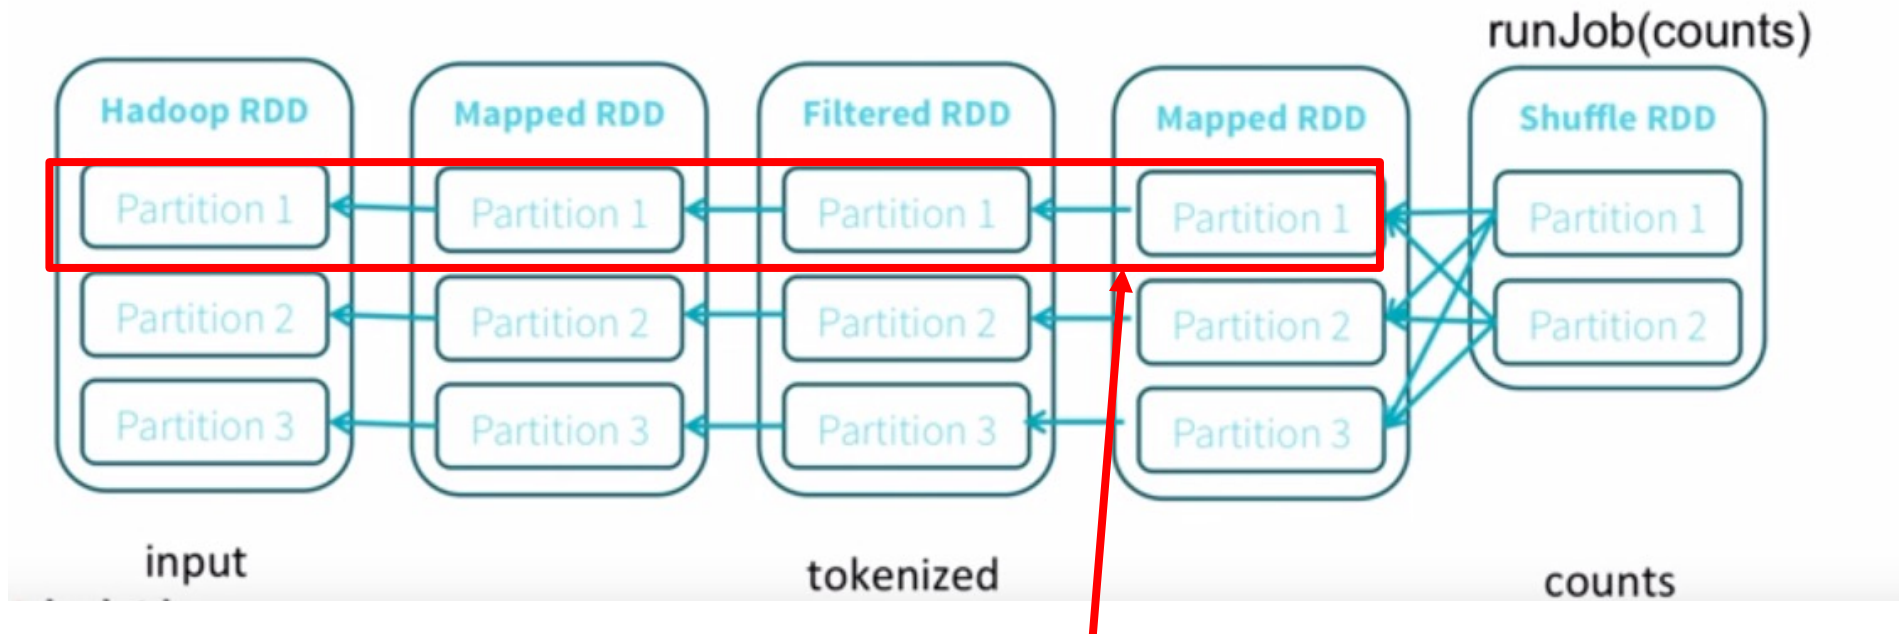 runJob(counts)
Hadoop RDD
Mapped RDD
Filtered RDD
Mapped RDD
Shuffle RDD
Partition 1
Partition 1
Partition 1
Partition 1
Partition 1
Partition 2
Partition 2
Partition 2
Partition 2
Partition 2
Partition 3
Partition 3
Partition 3
Partition 3
input
tokenized
counts